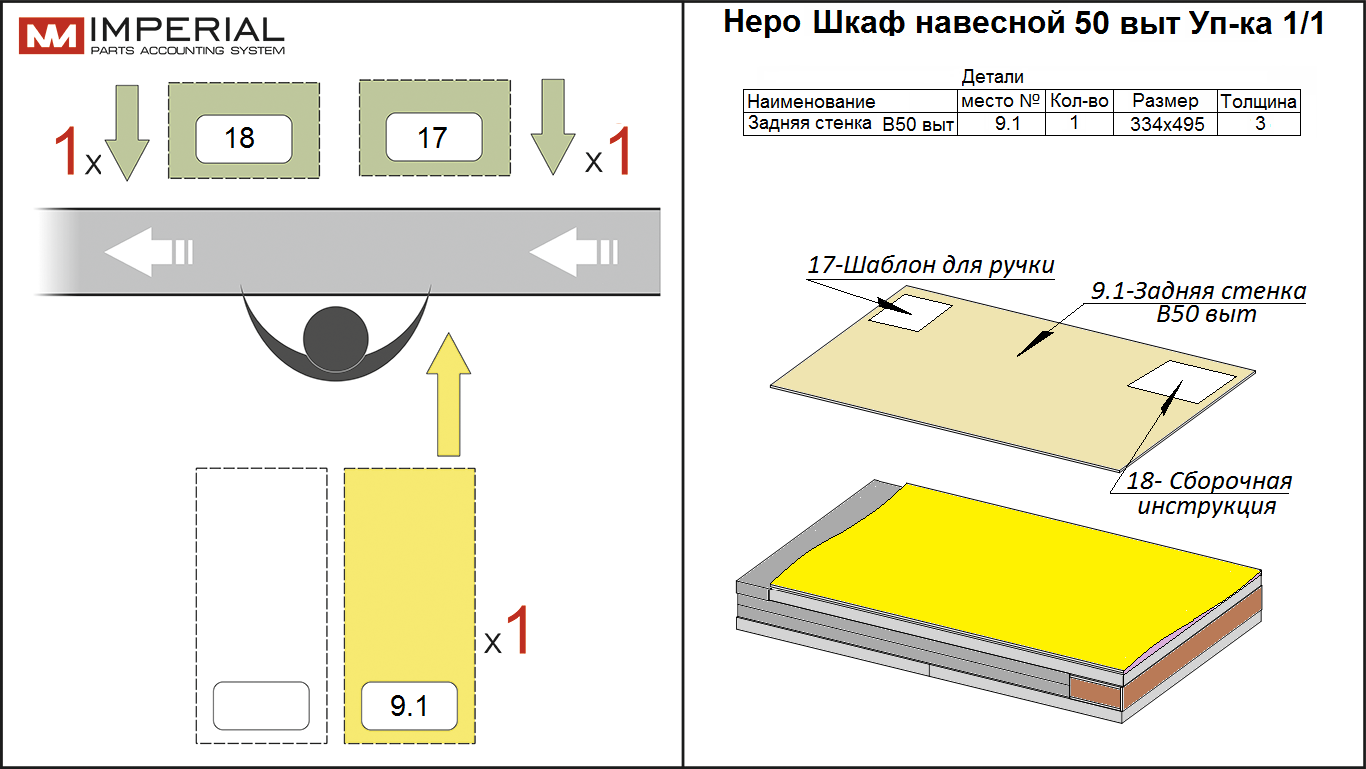 NM IMPERIAL
PARTS ACCOUNTING SYSTEM
1x
18
17
x1
9.1
x1
Неро Шкаф навесной 50 выт Уп-ка 1/1
Детали
Наименование место № Кол-во Размер Толщина
Задняя стенка В50 выт 9.1 1 334х495 3
17-Шаблон для ручки
9.1-Задняя стенка
В50 выт
18- Сборочная
инструкция